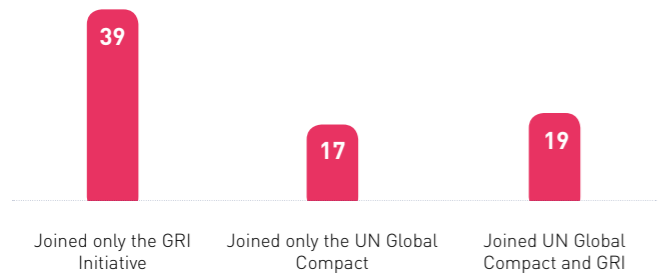 39
17
19
Joined only the GRI
Initiative
Joined only the UN Global
Compact
Joined UN Global
Compact and GRI